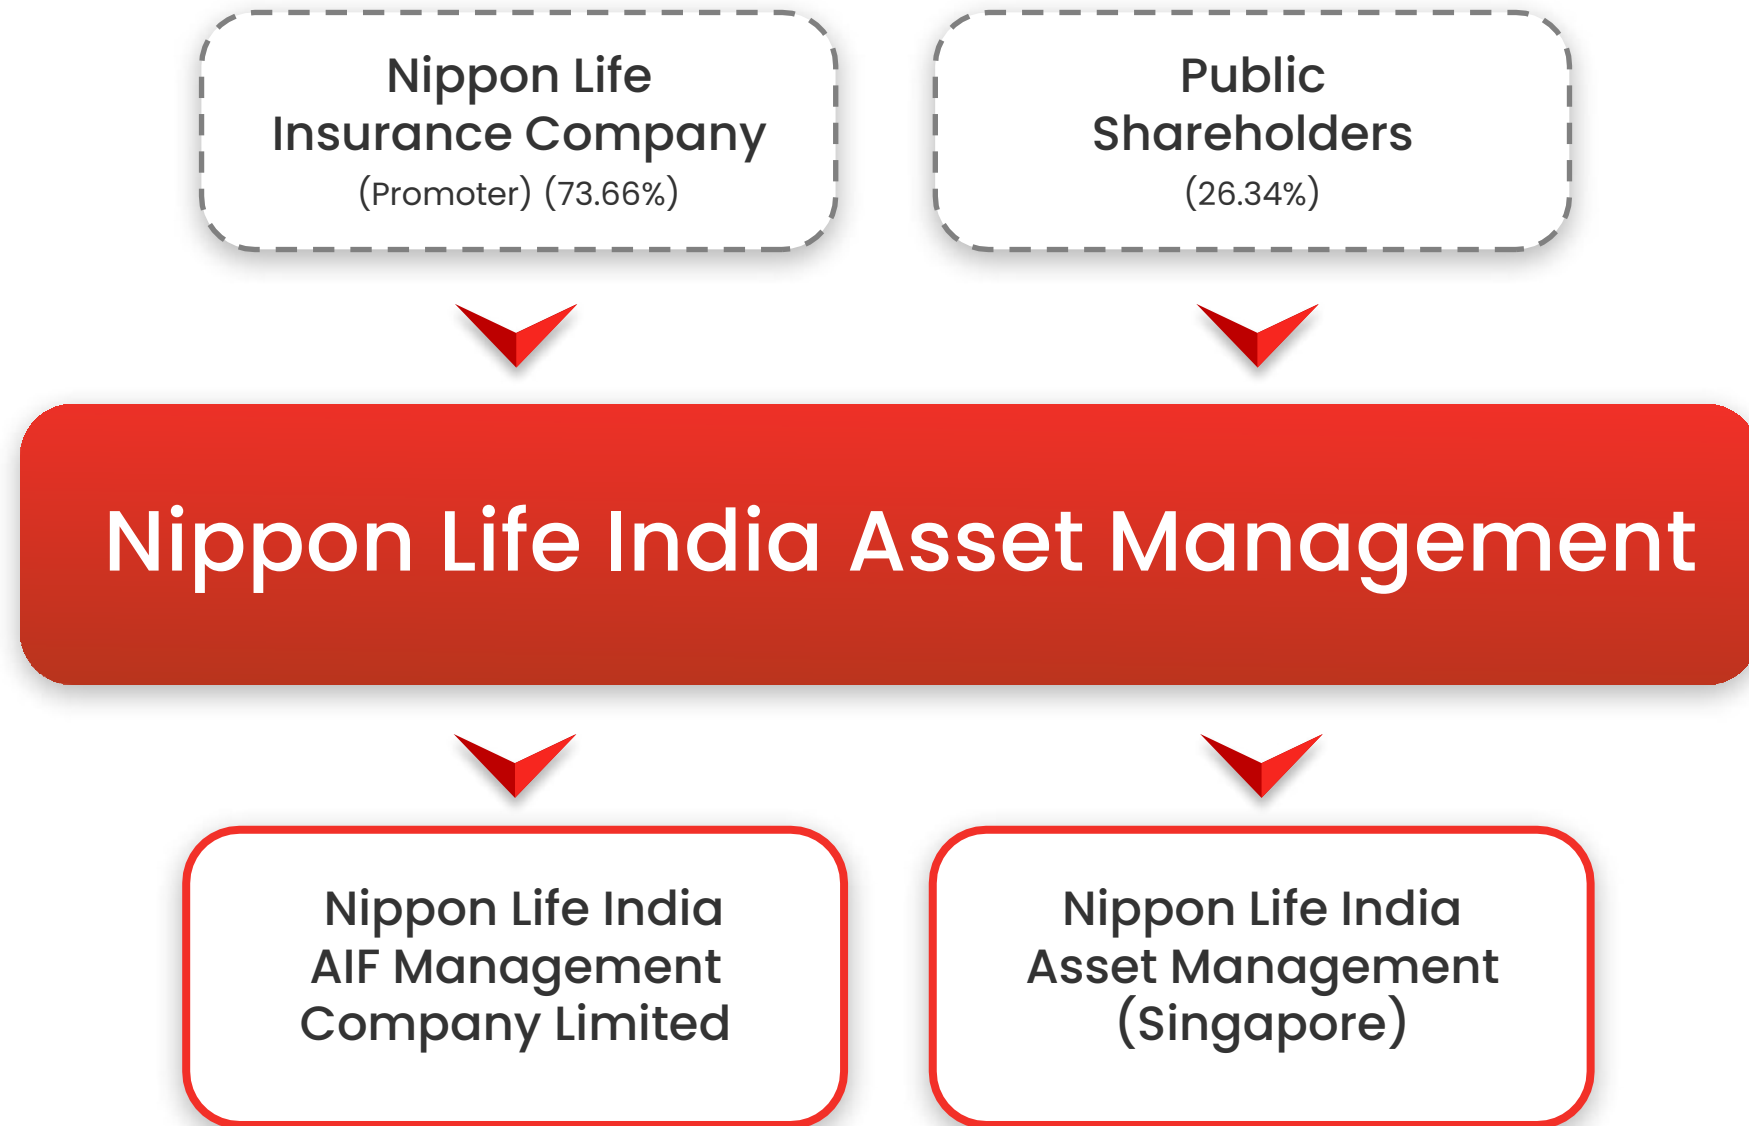 Nippon Life
Insurance Company
(Promoter) (73.66%)
Public
Shareholders
(26.34%)
Nippon Life India Asset Management
Nippon Life India
AIF Management
Company Limited
Nippon Life India
Asset Management
(Singapore)